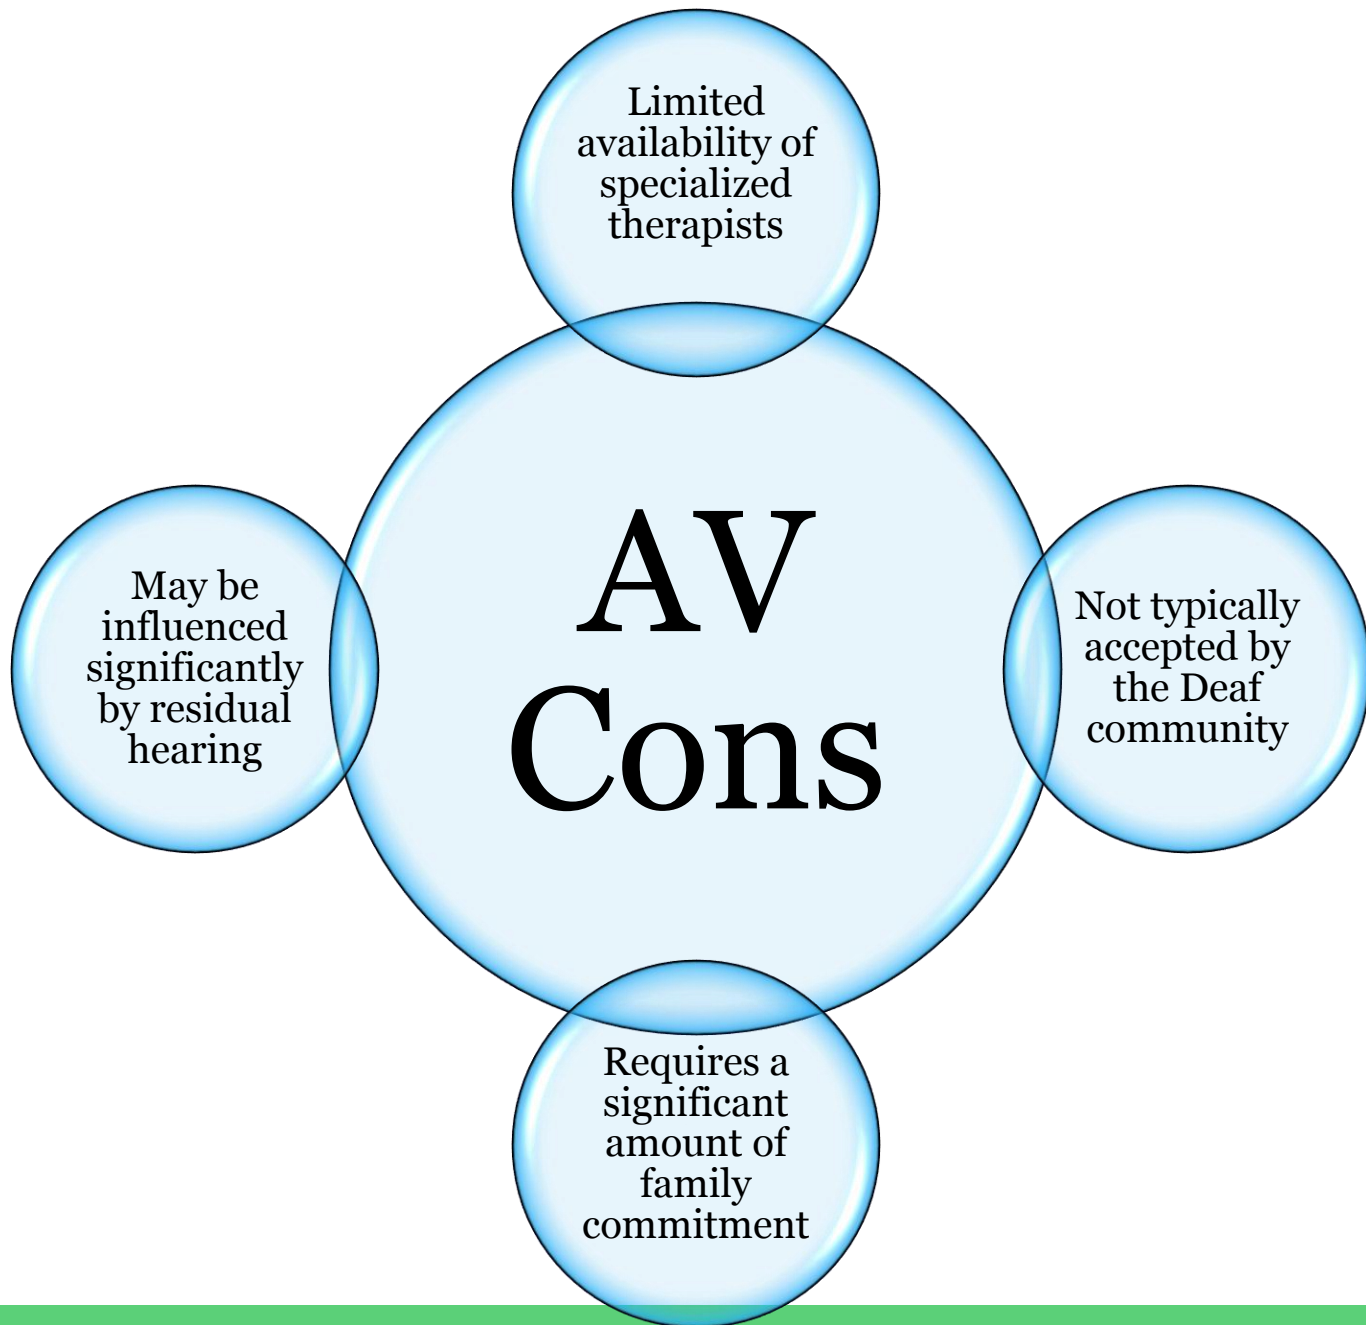 Limited
availability of
specialized
therapists
May be
influenced
significantly
by residual
hearing
AV
Cons
Not typically
accepted by
the Deaf
community
Requires a
significant
amount of
family
commitment